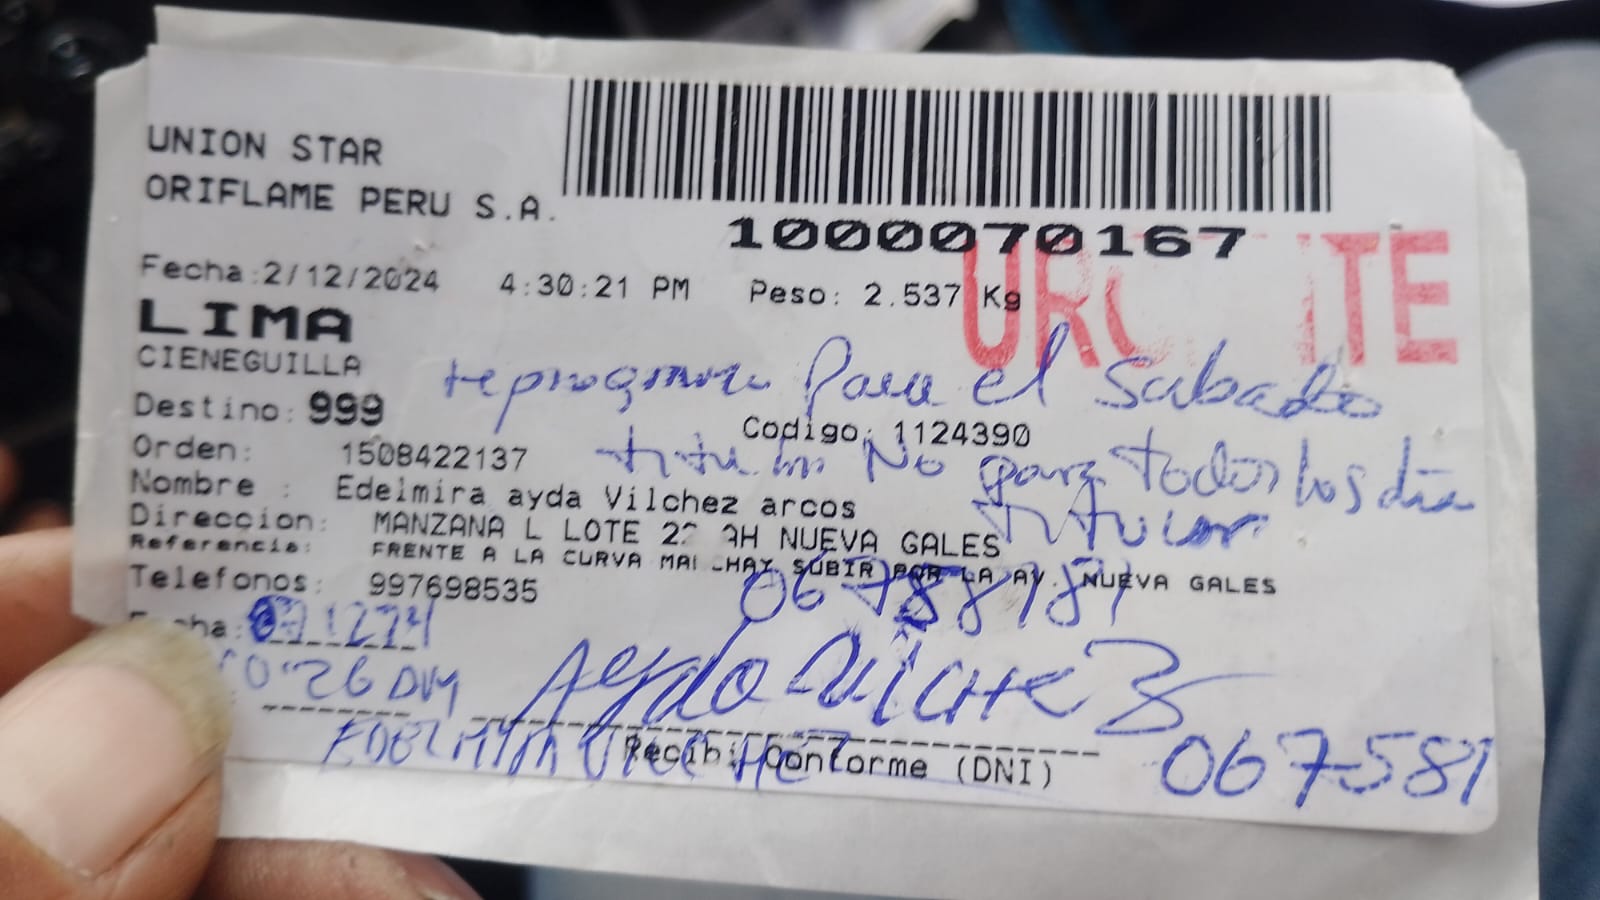 UNION STAR
ORIFLAME PERU S.A.
1000070167
Fecha:2/12/2024 4:30:21 PM Peso: 2.537 Kg
LIMA
CIENEGUILLA
Para el Sabado
Destino: 999
Codigo: 1124390
Orden: 1508422137
No para todos los dia
Nombre : Edelmira ayda Vilchez arcos
Direccion: MANZANA L LOTE AH NUEVA GALES
titular
Referencia: FRENTE A LA CURVA SUBIR POR LA AV. NUEVA GALES
Telefonos: 997698535
Ayda Vilchez
Recibi Conforme (DNI)
067581